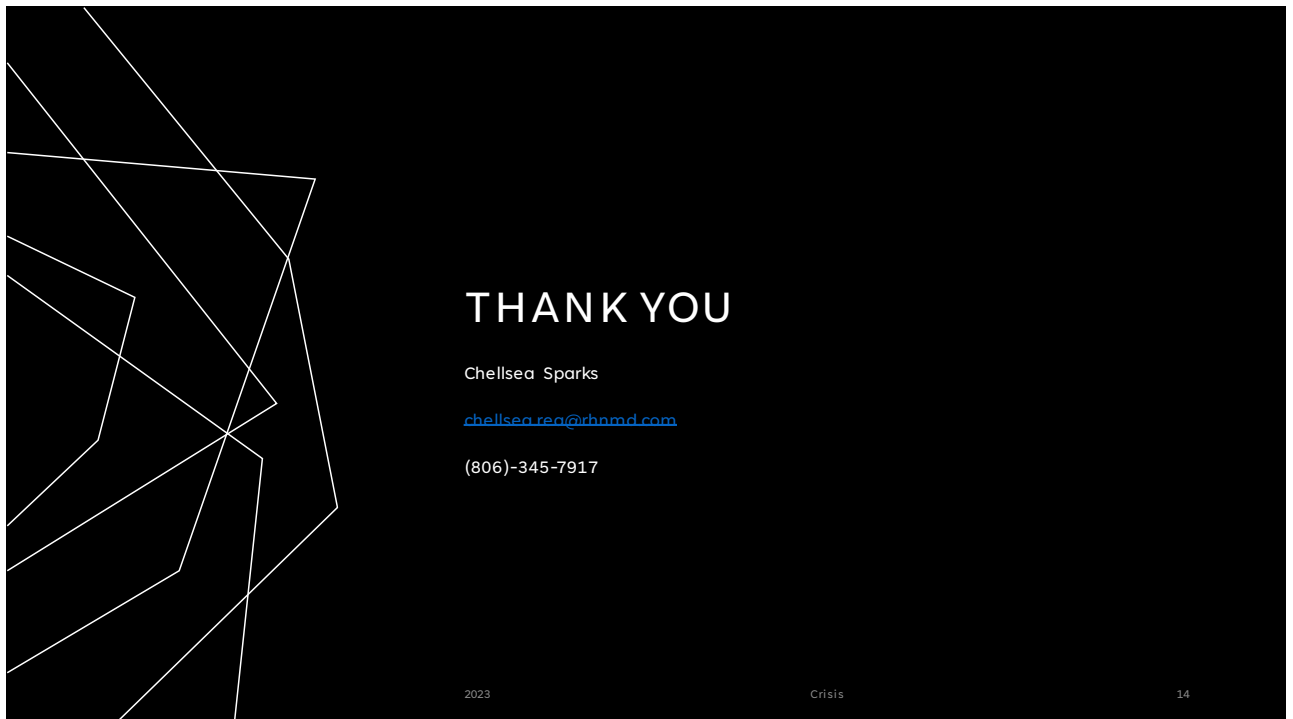 THANK YOU
Chellsea Sparks
chellsea.rea@rhnmd.com
(806)-345-7917
2023
Crisis
14